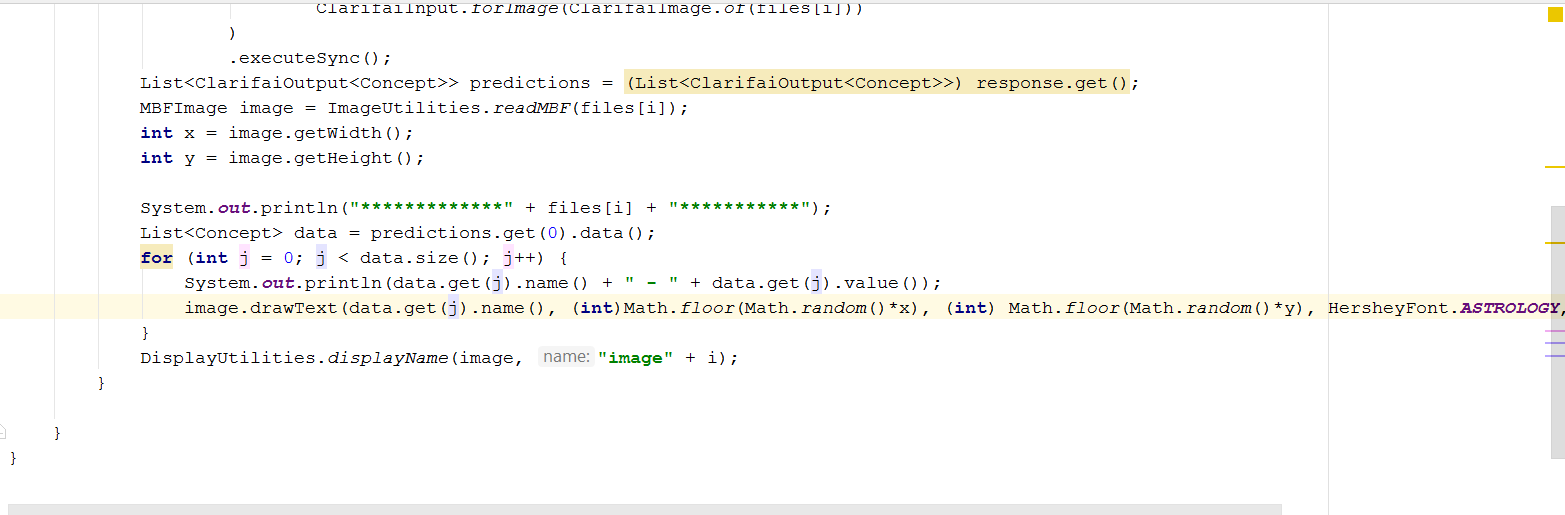 ClarifaiInput.forImage(ClarifaiImage.of(files[i]))
)
.executeSync();
List<ClarifaiOutput<Concept>> predictions = (List<ClarifaiOutput<Concept>>) response.get();
MBFImage image = ImageUtilities.readMBF(files[i]);
int x = image.getWidth();
int y = image.getHeight();
System.out.println("*************" + files[i] + "***********");
List<Concept> data = predictions.get(0).data();
for (int j = 0; j < data.size(); j++) {
System.out.println(data.get(j).name() + " - " + data.get(j).value());
image.drawText(data.get(j).name(), (int)Math.floor(Math.random()*x), (int) Math.floor(Math.random()*y), HersheyFont.ASTROLOGY,
}
DisplayUtilities.displayName(image, name: "image" + i);
}
}
}